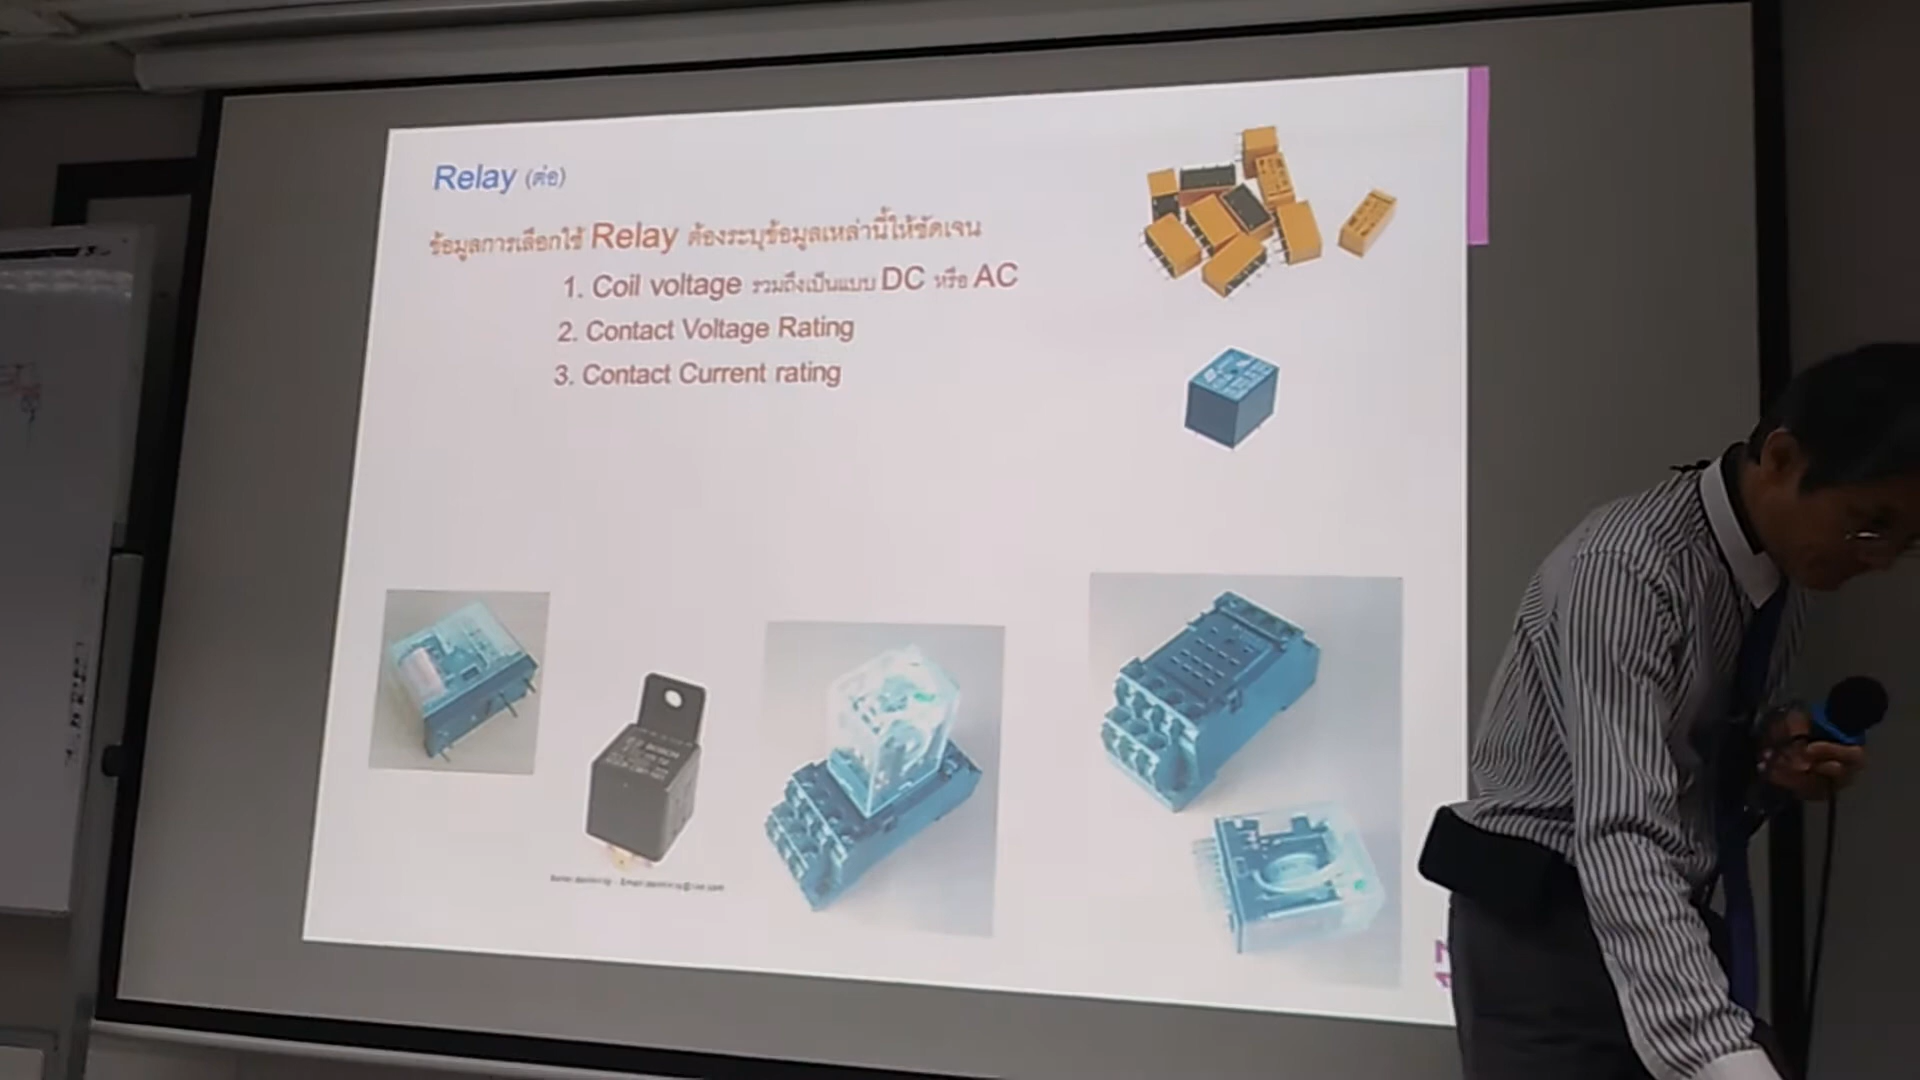 Relay (ต่อ)
ข้อมูลการเลือกใช้ Relay ต้องระบุข้อมูลเหล่านี้ให้ชัดเจน
1. Coil voltage รวมถึงเป็นแบบ DC หรือ AC
2. Contact Voltage Rating
3. Contact Current rating
BOSCH
17